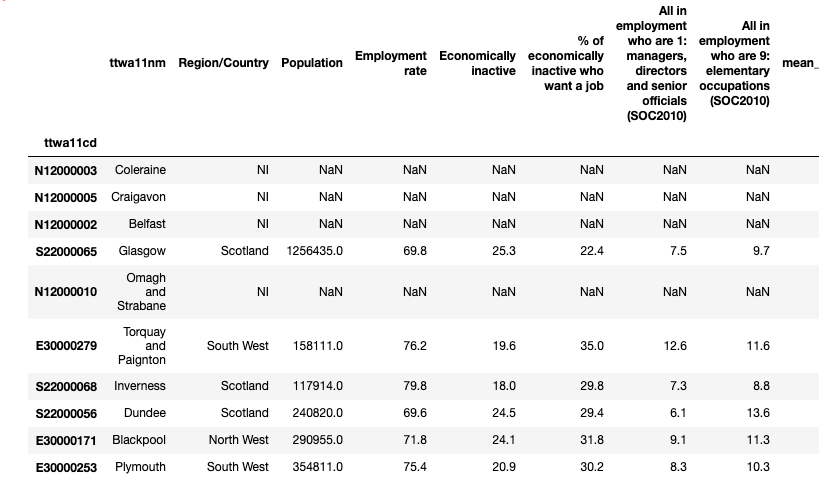 ttwa11nm Region/Country Population Employment rate Economically inactive % of economically inactive who want a job All in employment who are 1: managers, directors and senior officials (SOC2010) All in employment who are 9: elementary occupations (SOC2010) mean_
ttwa11cd
N12000003 Coleraine NI NaN NaN NaN NaN NaN NaN
N12000005 Craigavon NI NaN NaN NaN NaN NaN NaN
N12000002 Belfast NI NaN NaN NaN NaN NaN NaN
S22000065 Glasgow Scotland 1256435.0 69.8 25.3 22.4 7.5 9.7
N12000010 Omagh and Strabane NI NaN NaN NaN NaN NaN NaN
E30000279 Torquay and Paignton South West 158111.0 76.2 19.6 35.0 12.6 11.6
S22000068 Inverness Scotland 117914.0 79.8 18.0 29.8 7.3 8.8
S22000056 Dundee Scotland 240820.0 69.6 24.5 29.4 6.1 13.6
E30000171 Blackpool North West 290955.0 71.8 24.1 31.8 9.1 11.3
E30000253 Plymouth South West 354811.0 75.4 20.9 30.2 8.3 10.3